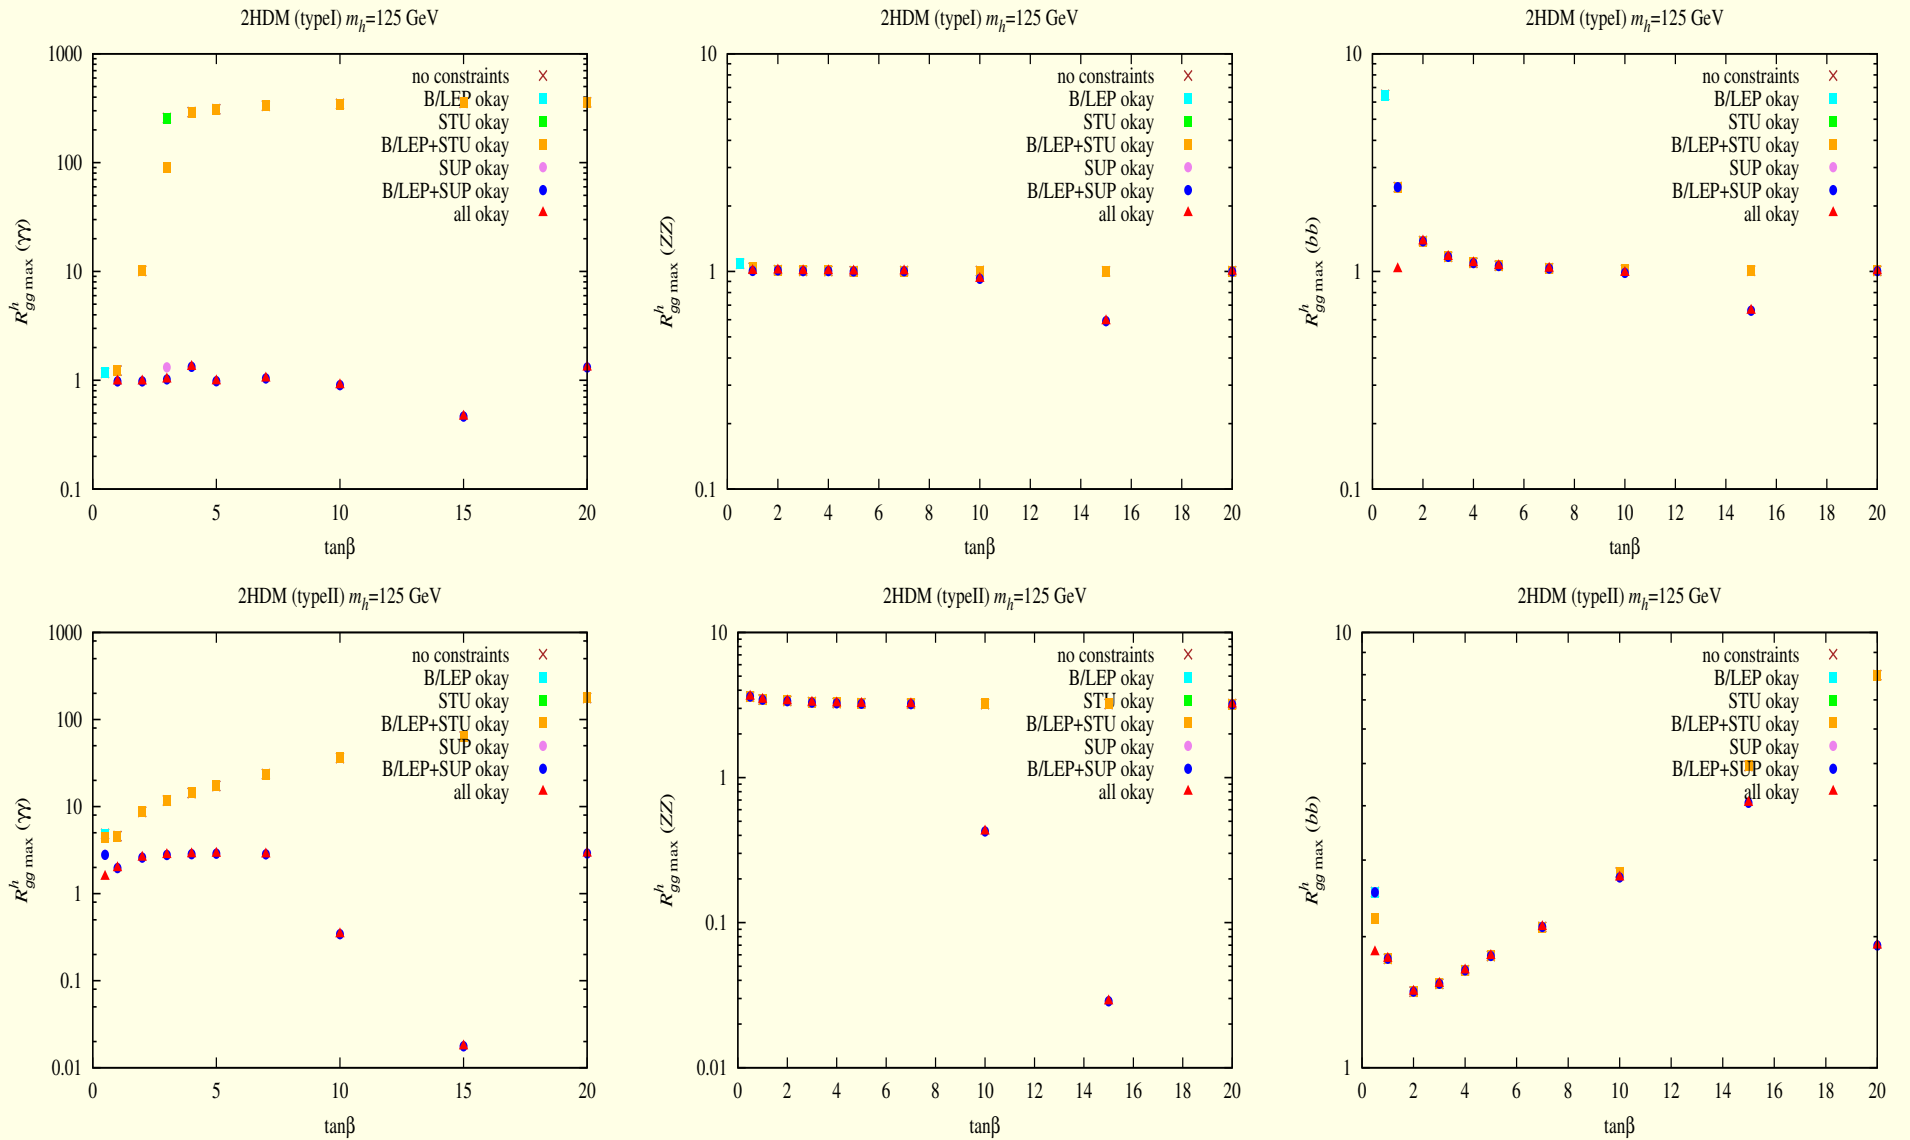 2HDM (typeI) m_h=125 GeV
1000
100
10
1
0.1
R^h_gg max (γγ)
no constraints
B/LEP okay
STU okay
B/LEP+STU okay
SUP okay
B/LEP+SUP okay
all okay
0 5 10 15 20
tanβ
2HDM (typeI) m_h=125 GeV
10
1
0.1
R^h_gg max (ZZ)
no constraints
B/LEP okay
STU okay
B/LEP+STU okay
SUP okay
B/LEP+SUP okay
all okay
0 2 4 6 8 10 12 14 16 18 20
tanβ
2HDM (typeI) m_h=125 GeV
10
1
0.1
R^h_gg max (bb)
no constraints
B/LEP okay
STU okay
B/LEP+STU okay
SUP okay
B/LEP+SUP okay
all okay
0 2 4 6 8 10 12 14 16 18 20
tanβ
2HDM (typeII) m_h=125 GeV
1000
100
10
1
0.1
0.01
R^h_gg max (γγ)
no constraints
B/LEP okay
STU okay
B/LEP+STU okay
SUP okay
B/LEP+SUP okay
all okay
0 5 10 15 20
tanβ
2HDM (typeII) m_h=125 GeV
10
1
0.1
0.01
R^h_gg max (ZZ)
no constraints
B/LEP okay
STU okay
B/LEP+STU okay
SUP okay
B/LEP+SUP okay
all okay
0 2 4 6 8 10 12 14 16 18 20
tanβ
2HDM (typeII) m_h=125 GeV
10
1
R^h_gg max (bb)
no constraints
B/LEP okay
STU okay
B/LEP+STU okay
SUP okay
B/LEP+SUP okay
all okay
0 2 4 6 8 10 12 14 16 18 20
tanβ